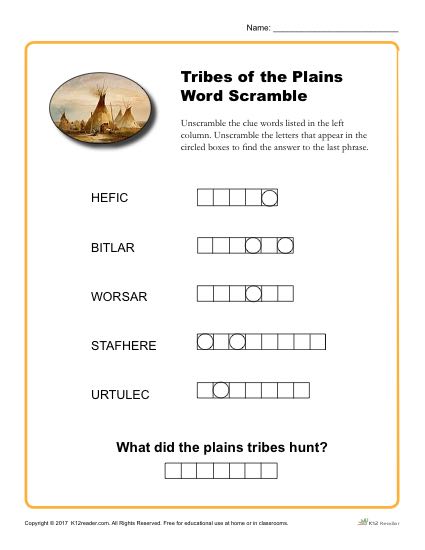 Name: ____________________
Tribes of the Plains
Word Scramble
Unscramble the clue words listed in the left
column. Unscramble the letters that appear in the
circled boxes to find the answer to the last phrase.
HEFIC
BITLAR
WORSAR
STAFHERE
URTULEC
What did the plains tribes hunt?
Copyright © 2017 K12reader.com. All Rights Reserved. Free for educational use at home or in classrooms.
K12 Reader